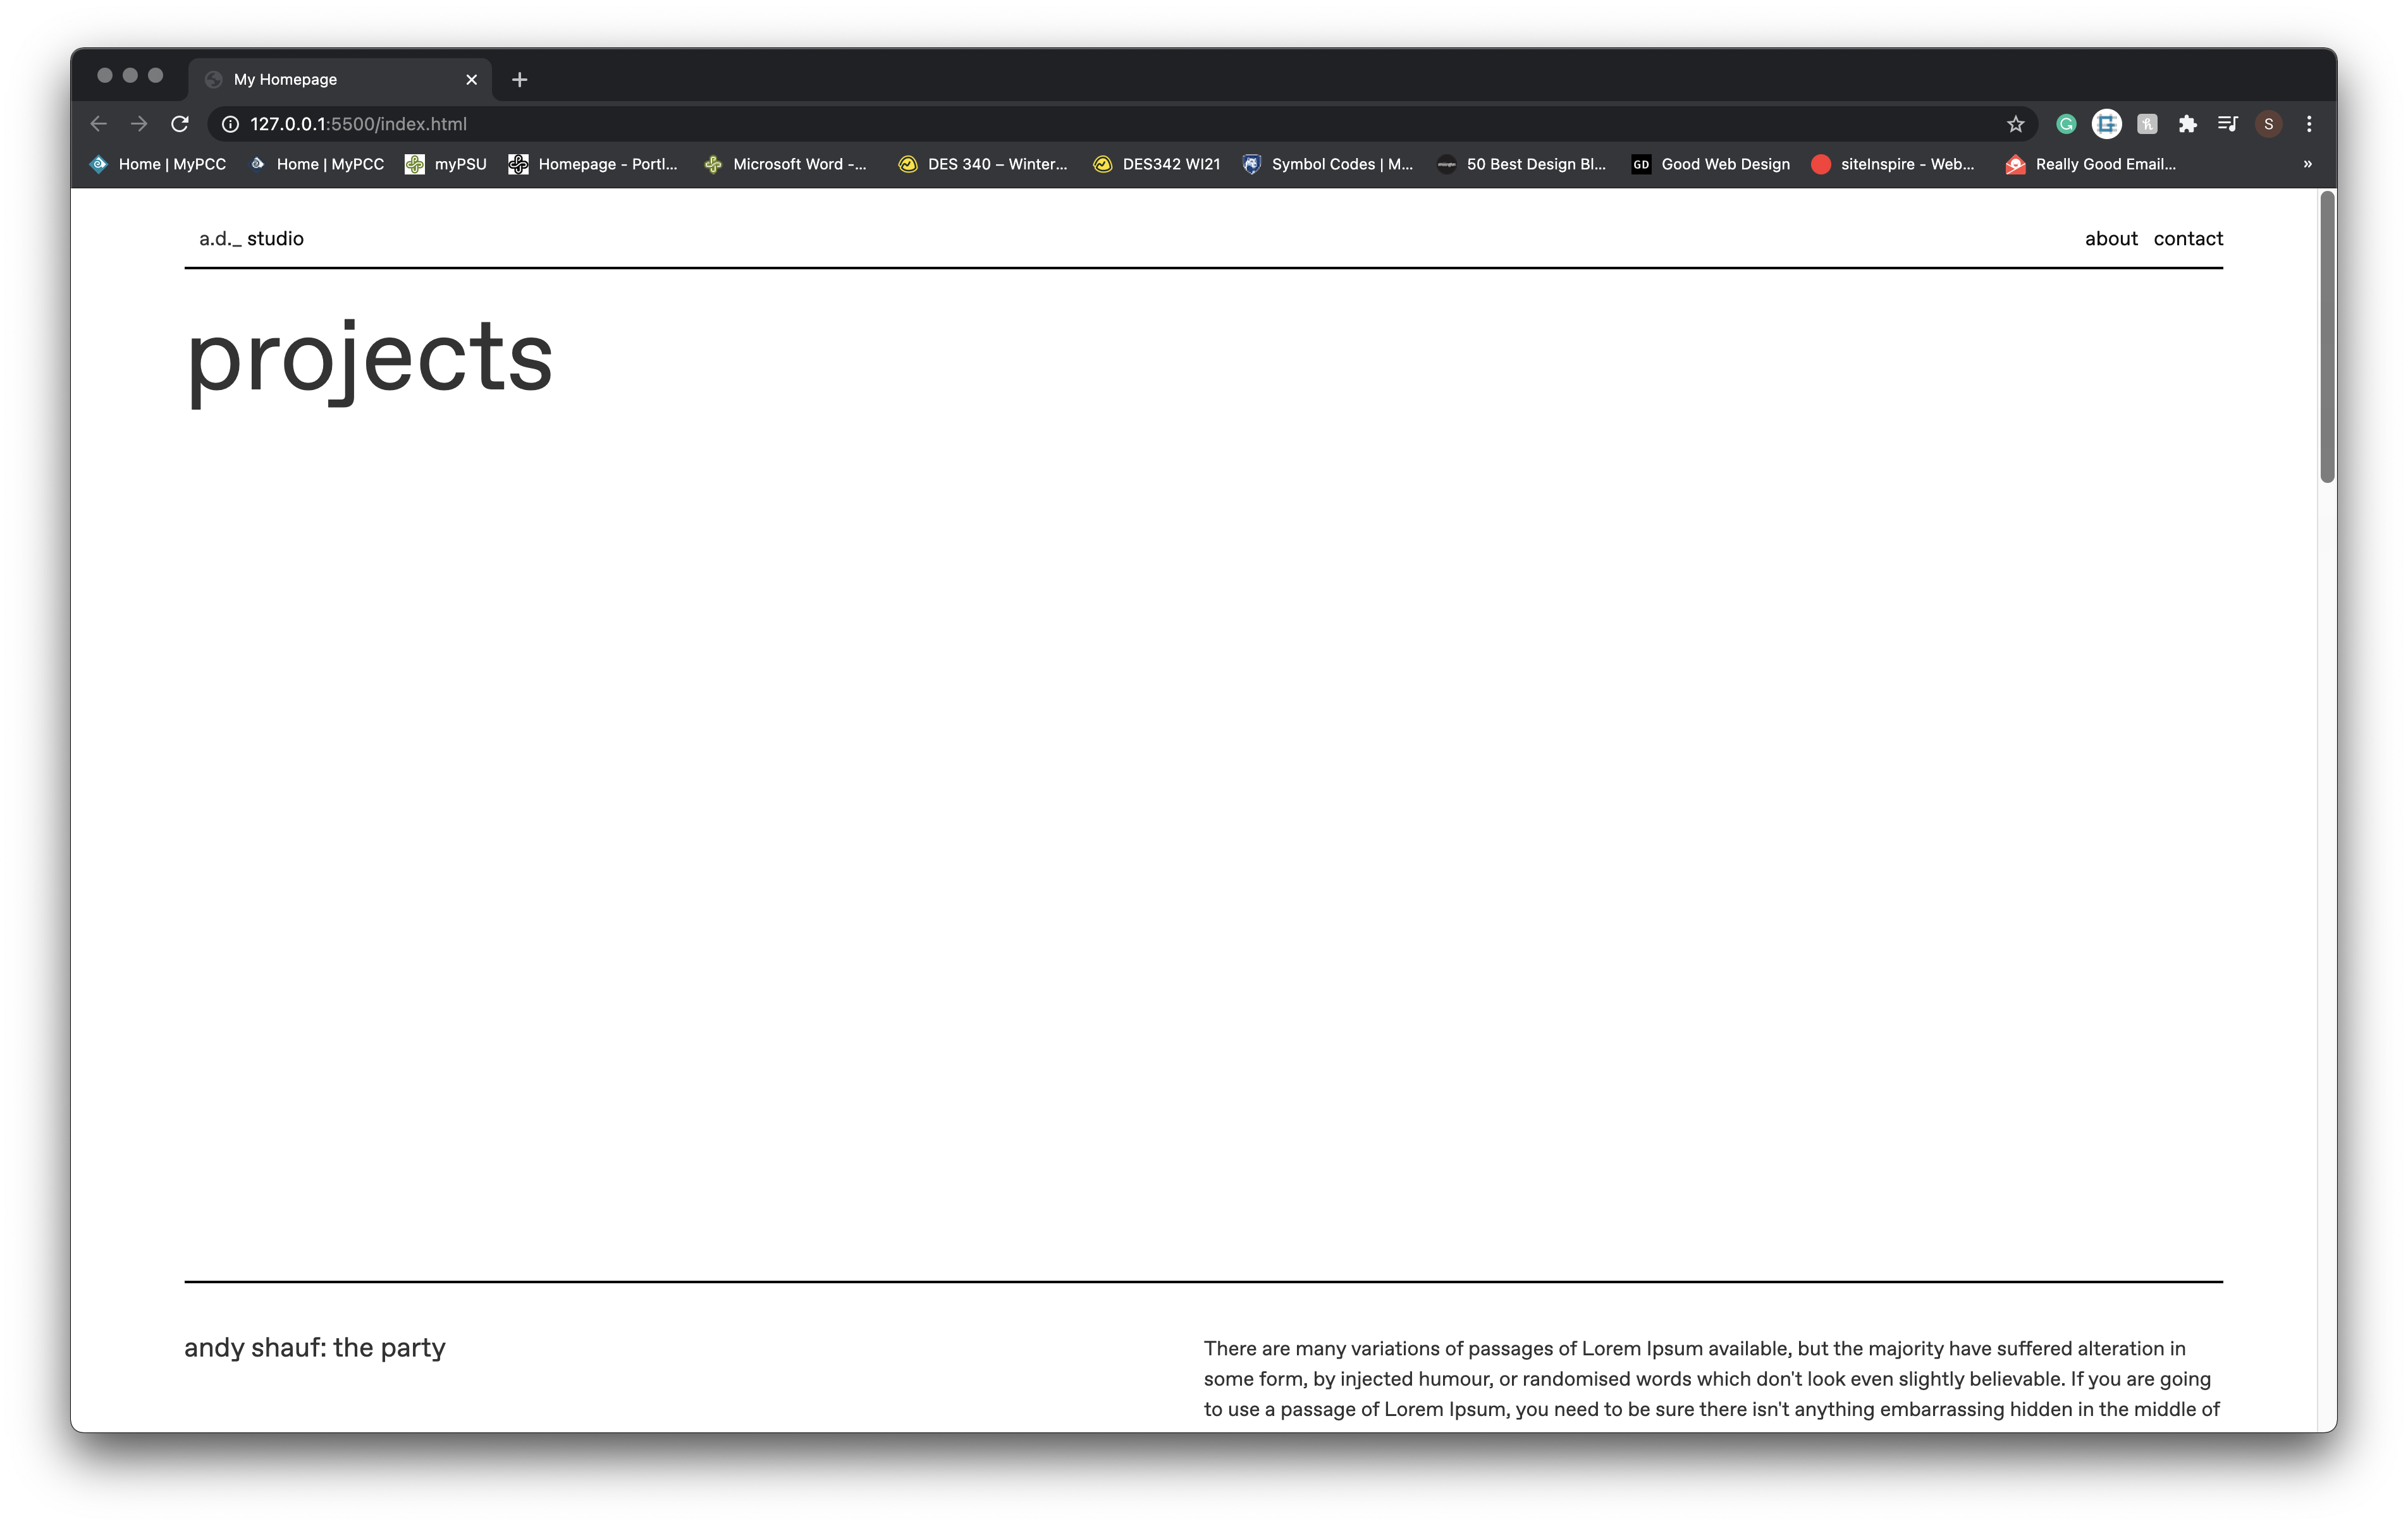 My Homepage
127.0.0.1:5500/index.html
S
Home | MyPCC Home | MyPCC myPSU Homepage - Portl... Microsoft Word -... DES 340 – Winter... DES342 WI21 Symbol Codes | M... 50 Best Design Bl... GD Good Web Design siteInspire - Web... Really Good Email... »
a.d._ studio about contact
projects
andy shauf: the party
There are many variations of passages of Lorem Ipsum available, but the majority have suffered alteration in
some form, by injected humour, or randomised words which don't look even slightly believable. If you are going
to use a passage of Lorem Ipsum, you need to be sure there isn't anything embarrassing hidden in the middle of